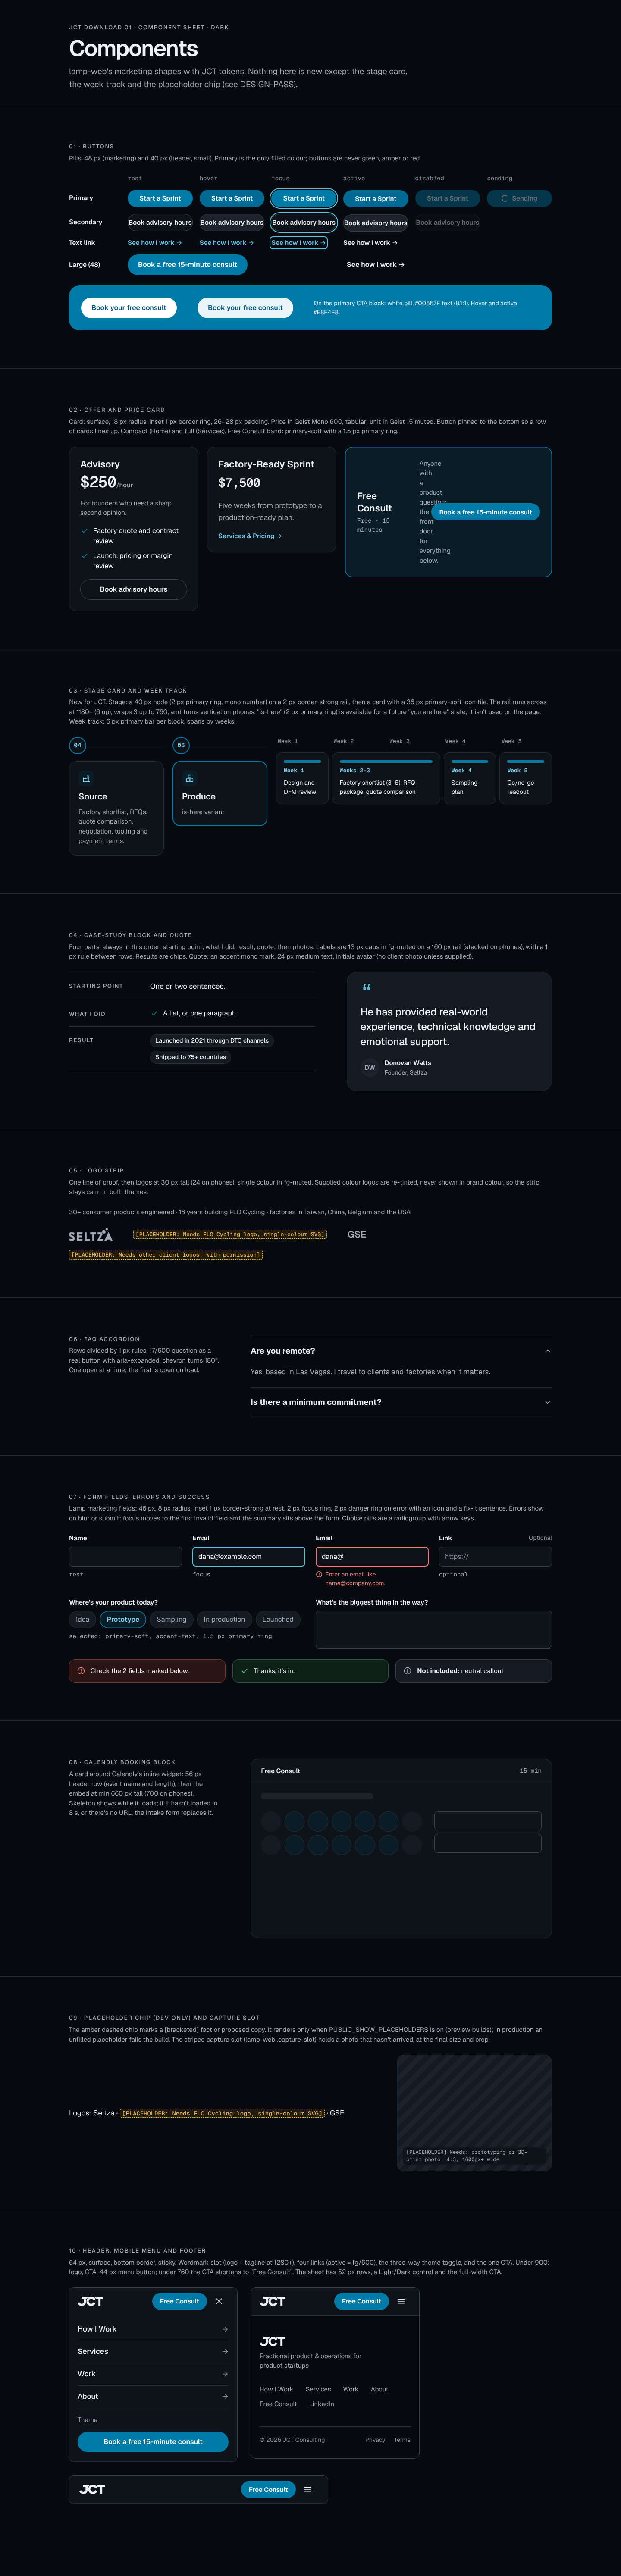 JCT DOWNLOAD 01 · COMPONENT SHEET · DARK
Components
lamp-web's marketing shapes with JCT tokens. Nothing here is new except the stage card,
the week track and the placeholder chip (see DESIGN-PASS).
01 · BUTTONS
Pills. 48 px (marketing) and 40 px (header, small). Primary is the only filled colour; buttons are never green, amber or red.
rest hover focus active disabled sending
Primary Start a Sprint Start a Sprint Start a Sprint Start a Sprint Start a Sprint Sending
Secondary Book advisory hours Book advisory hours Book advisory hours Book advisory hours Book advisory hours
Text link See how I work → See how I work → See how I work → See how I work →
Large (48) Book a free 15-minute consult See how I work →
Book your free consult Book your free consult On the primary CTA block: white pill, #00557F text (8.1:1). Hover and active
#E8F4F8.
02 · OFFER AND PRICE CARD
Card: surface, 18 px radius, inset 1 px border ring, 26–28 px padding. Price in Geist Mono 600, tabular; unit in Geist 15 muted. Button pinned to the bottom so a row
of cards lines up. Compact (Home) and full (Services). Free Consult band: primary-soft with a 1.5 px primary ring.
Advisory
$250/hour
For founders who need a sharp
second opinion.
Factory quote and contract
review
Launch, pricing or margin
review
Book advisory hours
Factory-Ready Sprint
$7,500
Five weeks from prototype to a
production-ready plan.
Services & Pricing →
Free
Consult
Free · 15
minutes
Anyone
with
a
product
question;
the
front
door
for
everything
below.
Book a free 15-minute consult
03 · STAGE CARD AND WEEK TRACK
New for JCT. Stage: a 40 px node (2 px primary ring, mono number) on a 2 px border-strong rail, then a card with a 36 px primary-soft icon tile. The rail runs across
at 1180+ (6 up), wraps 3 up to 760, and turns vertical on phones. "Is-here" (2 px primary ring) is available for a future "you are here" state; it isn't used on the page.
Week track: 6 px primary bar per block, spans by weeks.
04
Source
Factory shortlist, RFQs,
quote comparison,
negotiation, tooling and
payment terms.
05
Produce
is-here variant
Week 1 Week 2 Week 3 Week 4 Week 5
Week 1
Design and
DFM review
Weeks 2–3
Factory shortlist (3–5), RFQ
package, quote comparison
Week 4
Sampling
plan
Week 5
Go/no-go
readout
04 · CASE-STUDY BLOCK AND QUOTE
Four parts, always in this order: starting point, what I did, result, quote; then photos. Labels are 13 px caps in fg-muted on a 160 px rail (stacked on phones), with a 1
px rule between rows. Results are chips. Quote: an accent mono mark, 24 px medium text, initials avatar (no client photo unless supplied).
STARTING POINT One or two sentences.
WHAT I DID A list, or one paragraph
RESULT Launched in 2021 through DTC channels
Shipped to 75+ countries
“
He has provided real-world
experience, technical knowledge and
emotional support.
DW
Donovan Watts
Founder, Seltza
05 · LOGO STRIP
One line of proof, then logos at 30 px tall (24 on phones), single colour in fg-muted. Supplied colour logos are re-tinted, never shown in brand colour, so the strip
stays calm in both themes.
30+ consumer products engineered · 16 years building FLO Cycling · factories in Taiwan, China, Belgium and the USA
SELTZA [PLACEHOLDER: Needs FLO Cycling logo, single-colour SVG] GSE
[PLACEHOLDER: Needs other client logos, with permission]
06 · FAQ ACCORDION
Rows divided by 1 px rules, 17/600 question as a
real button with aria-expanded, chevron turns 180°.
One open at a time; the first is open on load.
Are you remote?
Yes, based in Las Vegas. I travel to clients and factories when it matters.
Is there a minimum commitment?
07 · FORM FIELDS, ERRORS AND SUCCESS
Lamp marketing fields: 46 px, 8 px radius, inset 1 px border-strong at rest, 2 px focus ring, 2 px danger ring on error with an icon and a fix-it sentence. Errors show
on blur or submit; focus moves to the first invalid field and the summary sits above the form. Choice pills are a radiogroup with arrow keys.
Name
rest
Email
dana@example.com
focus
Email
dana@
Enter an email like
name@company.com.
Link Optional
https://
optional
Where's your product today?
Idea Prototype Sampling In production Launched
selected: primary-soft, accent-text, 1.5 px primary ring
What's the biggest thing in the way?
Check the 2 fields marked below.
Thanks, it's in.
Not included: neutral callout
08 · CALENDLY BOOKING BLOCK
A card around Calendly's inline widget: 56 px
header row (event name and length), then the
embed at min 660 px tall (700 on phones).
Skeleton shows while it loads; if it hasn't loaded in
8 s, or there's no URL, the intake form replaces it.
Free Consult 15 min
09 · PLACEHOLDER CHIP (DEV ONLY) AND CAPTURE SLOT
The amber dashed chip marks a [bracketed] fact or proposed copy. It renders only when PUBLIC_SHOW_PLACEHOLDERS is on (preview builds); in production an
unfilled placeholder fails the build. The striped capture slot (lamp-web .capture-slot) holds a photo that hasn't arrived, at the final size and crop.
Logos: Seltza · [PLACEHOLDER: Needs FLO Cycling logo, single-colour SVG] · GSE
[PLACEHOLDER] Needs: prototyping or 3D-
print photo, 4:3, 1600px+ wide
10 · HEADER, MOBILE MENU AND FOOTER
64 px, surface, bottom border, sticky. Wordmark slot (logo + tagline at 1280+), four links (active = fg/600), the three-way theme toggle, and the one CTA. Under 900:
logo, CTA, 44 px menu button; under 760 the CTA shortens to "Free Consult". The sheet has 52 px rows, a Light/Dark control and the full-width CTA.
JCT Free Consult
How I Work →
Services →
Work →
About →
Theme
Book a free 15-minute consult
JCT Free Consult
JCT
Fractional product & operations for
product startups
How I Work Services Work About
Free Consult LinkedIn
© 2026 JCT Consulting Privacy Terms
JCT Free Consult